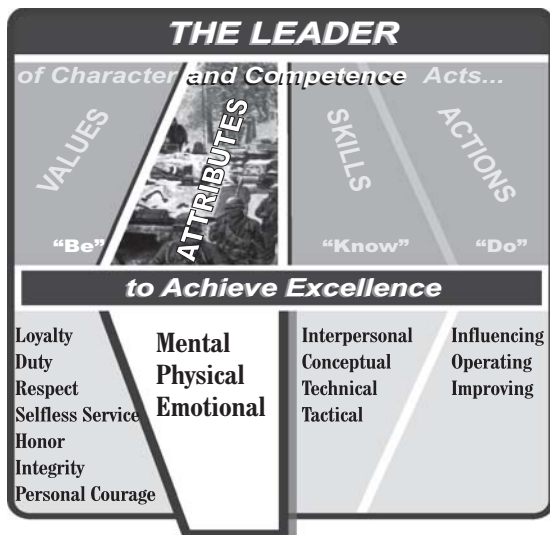 THE LEADER
of Character and Competence Acts...
VALUES
ATTRIBUTES
SKILLS
ACTIONS
“Be”
“Know”
“Do”
to Achieve Excellence
Loyalty
Duty
Respect
Selfless Service
Honor
Integrity
Personal Courage
Mental
Physical
Emotional
Interpersonal
Conceptual
Technical
Tactical
Influencing
Operating
Improving